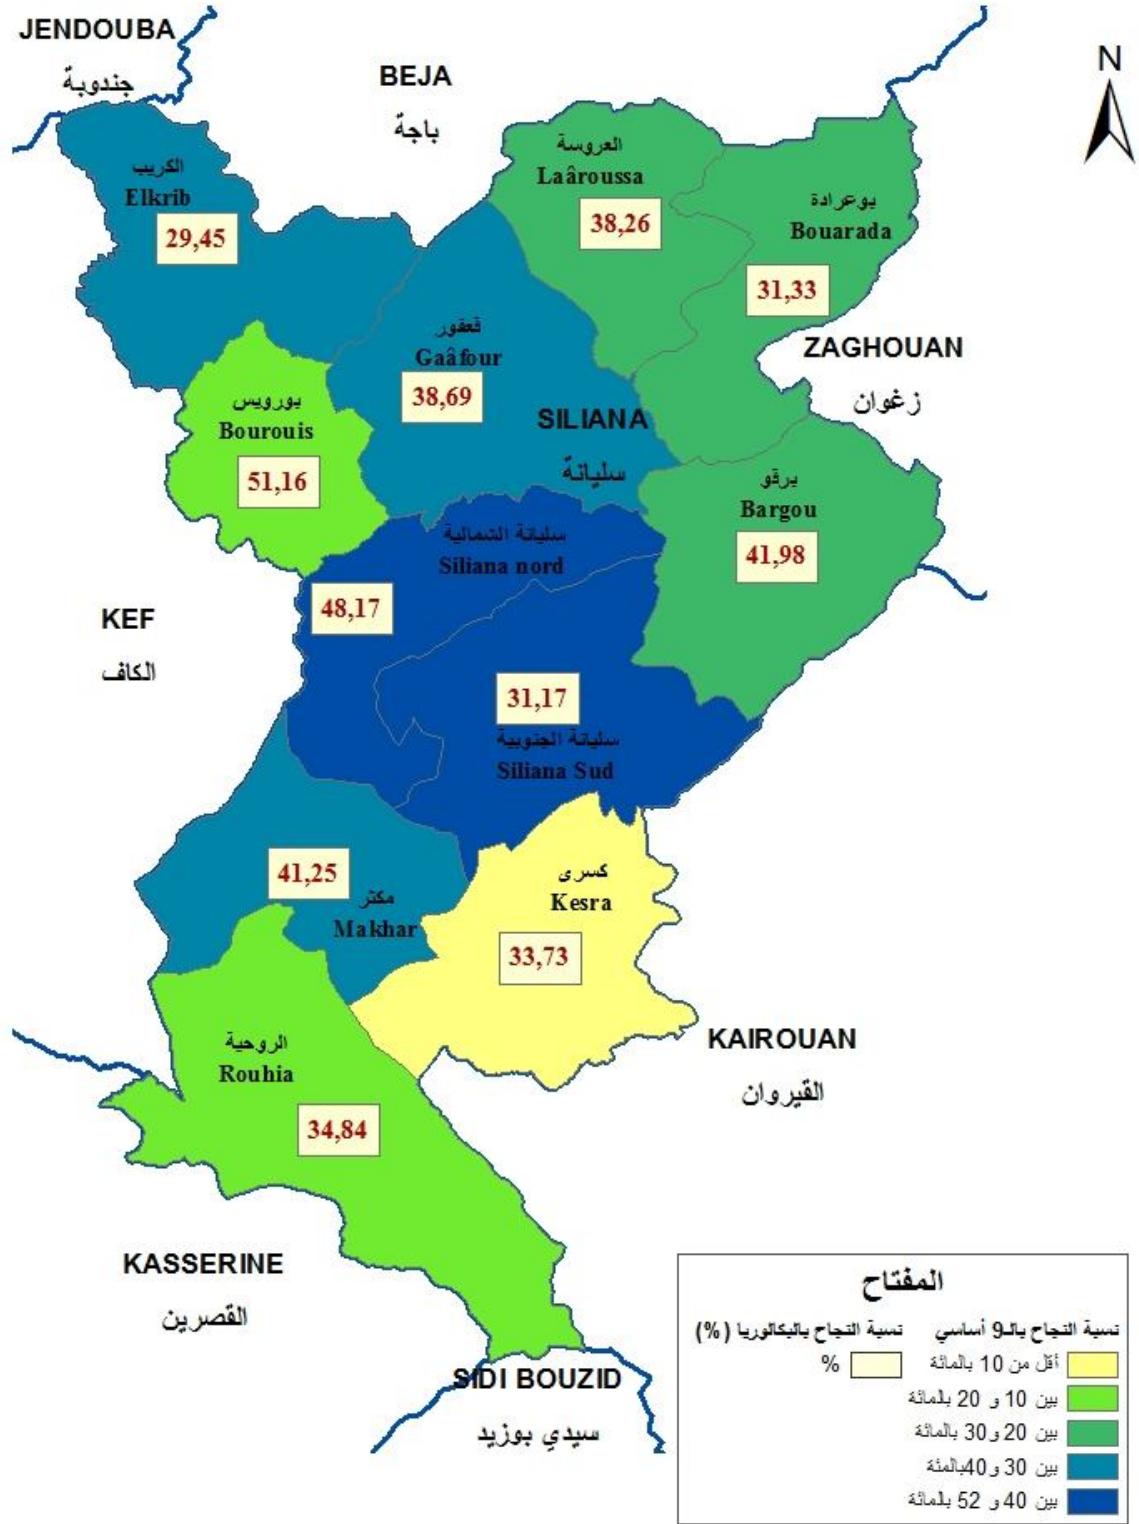 JENDOUBA
جندوبة
BEJA
باجة
N
الكريب
Elkrib
29,45
العروسة
Laâroussa
38,26
بوعرادة
Bouarada
31,33
قعفور
Gaâfour
38,69
ZAGHOUAN
زغوان
بورويس
Bourouis
51,16
SILIANA
سليانة
برقو
Bargou
41,98
سليانة الشمالية
Siliana nord
48,17
KEF
الكاف
31,17
سليانة الجنوبية
Siliana Sud
41,25
مكثر
Makhar
كسرى
Kesra
33,73
الروحية
Rouhia
34,84
KAIROUAN
القيروان
KASSERINE
القصرين
SIDI BOUZID
سيدي بوزيد
المفتاح
نسبة النجاح بالـ9 أساسي
أقل من 10 بالمائة
بين 10 و 20 بالمائة
بين 20 و30 بالمائة
بين 30 و40بالمئة
بين 40 و 52 بالمائة
نسبة النجاح بالبكالوريا (%)
%